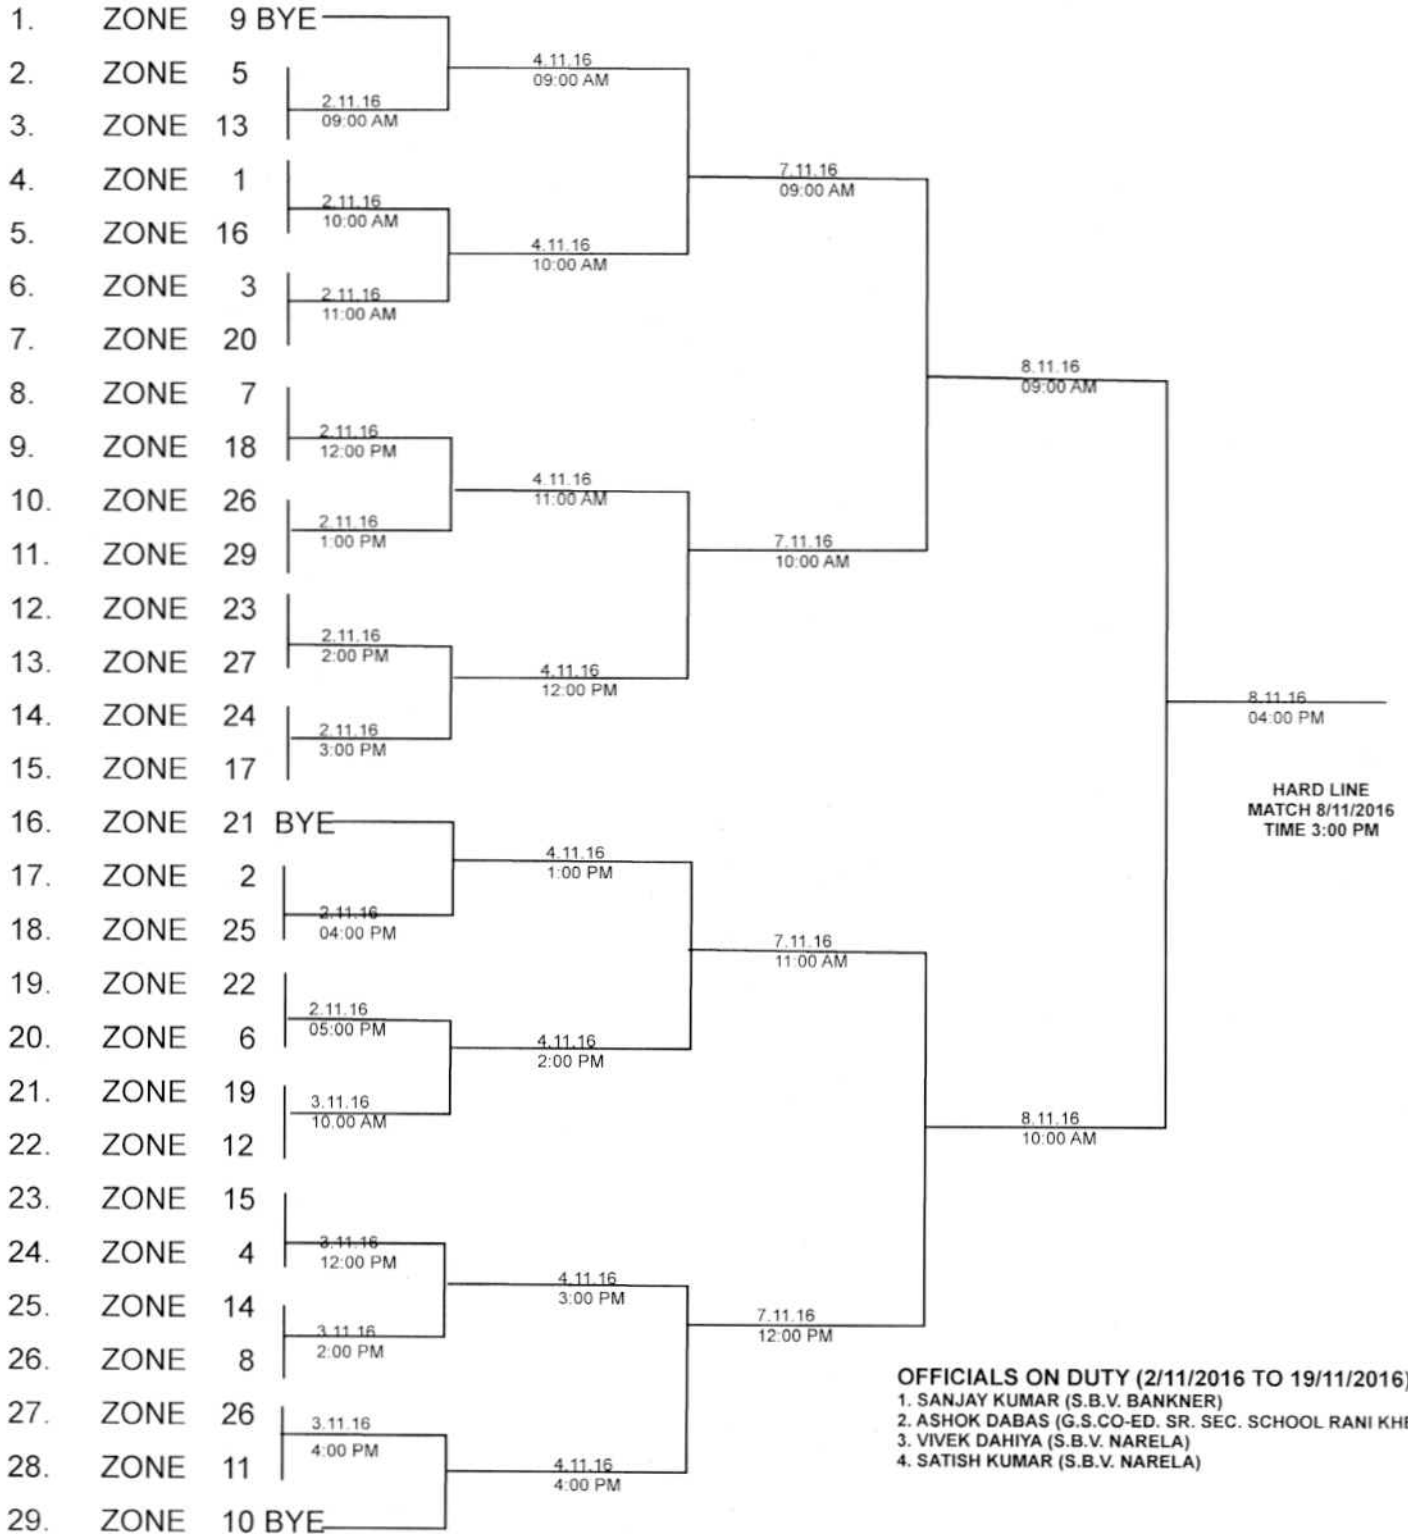 1. ZONE 9 BYE
2. ZONE 5
3. ZONE 13
4. ZONE 1
5. ZONE 16
6. ZONE 3
7. ZONE 20
8. ZONE 7
9. ZONE 18
10. ZONE 26
11. ZONE 29
12. ZONE 23
13. ZONE 27
14. ZONE 24
15. ZONE 17
16. ZONE 21 BYE
17. ZONE 2
18. ZONE 25
19. ZONE 22
20. ZONE 6
21. ZONE 19
22. ZONE 12
23. ZONE 15
24. ZONE 4
25. ZONE 14
26. ZONE 8
27. ZONE 26
28. ZONE 11
29. ZONE 10 BYE
2.11.16
09:00 AM
2.11.16
10:00 AM
2.11.16
11:00 AM
2.11.16
12:00 PM
2.11.16
1:00 PM
2.11.16
2:00 PM
2.11.16
3:00 PM
2.11.16
04:00 PM
2.11.16
05:00 PM
3.11.16
10.00 AM
3.11.16
12:00 PM
3.11.16
2:00 PM
3.11.16
4:00 PM
4.11.16
09:00 AM
4.11.16
10:00 AM
4.11.16
11:00 AM
4.11.16
12:00 PM
4.11.16
1:00 PM
4.11.16
2:00 PM
4.11.16
3:00 PM
4.11.16
4:00 PM
7.11.16
09:00 AM
7.11.16
10:00 AM
7.11.16
11:00 AM
7.11.16
12:00 PM
8.11.16
09:00 AM
8.11.16
10:00 AM
8.11.16
04:00 PM
HARD LINE
MATCH 8/11/2016
TIME 3:00 PM
OFFICIALS ON DUTY (2/11/2016 TO 19/11/2016)
1. SANJAY KUMAR (S.B.V. BANKNER)
2. ASHOK DABAS (G.S.CO-ED. SR. SEC. SCHOOL RANI
3. VIVEK DAHIYA (S.B.V. NARELA)
4. SATISH KUMAR (S.B.V. NARELA)